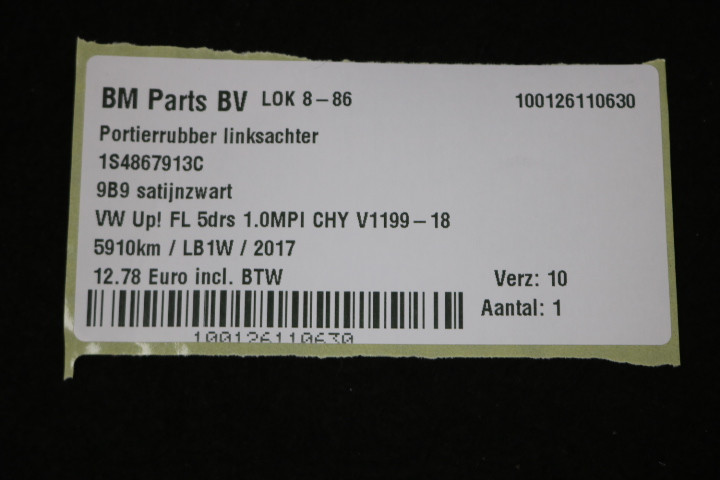 BM Parts BV LOK 8-86 100126110630
Portierrubber linksachter
1S4867913C
9B9 satijnzwart
VW Up! FL 5drs 1.0MPI CHY V1199-18
5910km / LB1W / 2017
12.78 Euro incl. BTW Verz: 10
Aantal: 1
100126110630